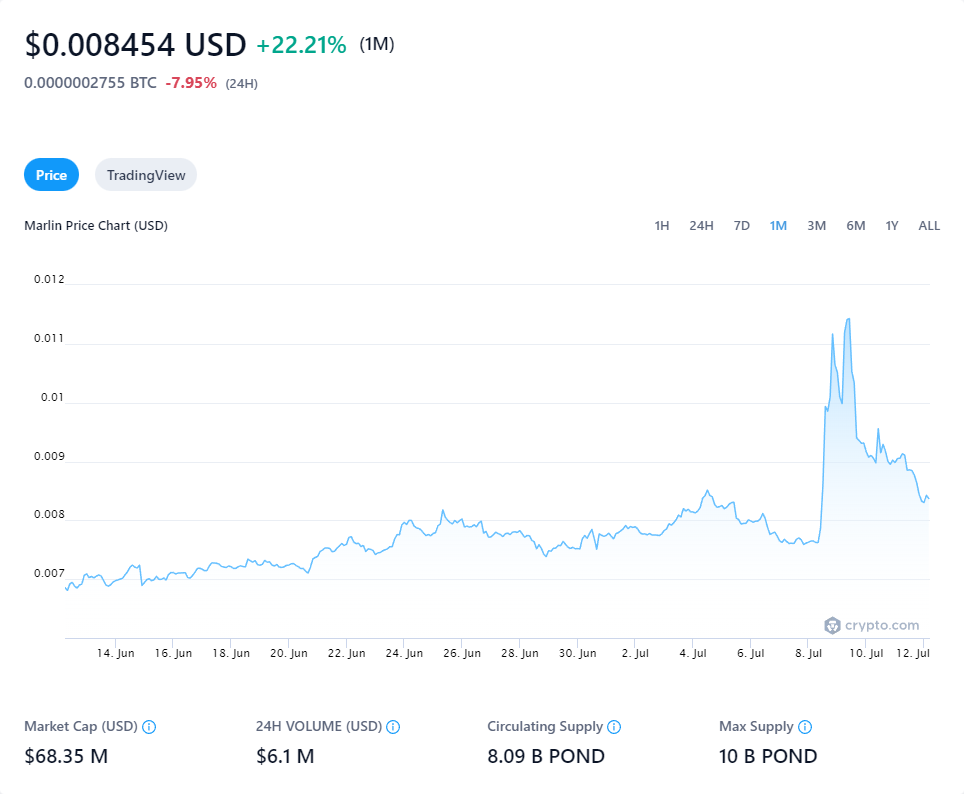 $0.008454 USD +22.21% (1M)
0.0000002755 BTC -7.95% (24H)
Price TradingView
Marlin Price Chart (USD) 1H 24H 7D 1M 3M 6M 1Y ALL
0.012
0.011
0.01
0.009
0.008
0.007
crypto.com
14. Jun 16. Jun 18. Jun 20. Jun 22. Jun 24. Jun 26. Jun 28. Jun 30. Jun 2. Jul 4. Jul 6. Jul 8. Jul 10. Jul 12. Jul
Market Cap (USD) 24H VOLUME (USD) Circulating Supply Max Supply
$68.35 M $6.1 M 8.09 B POND 10 B POND